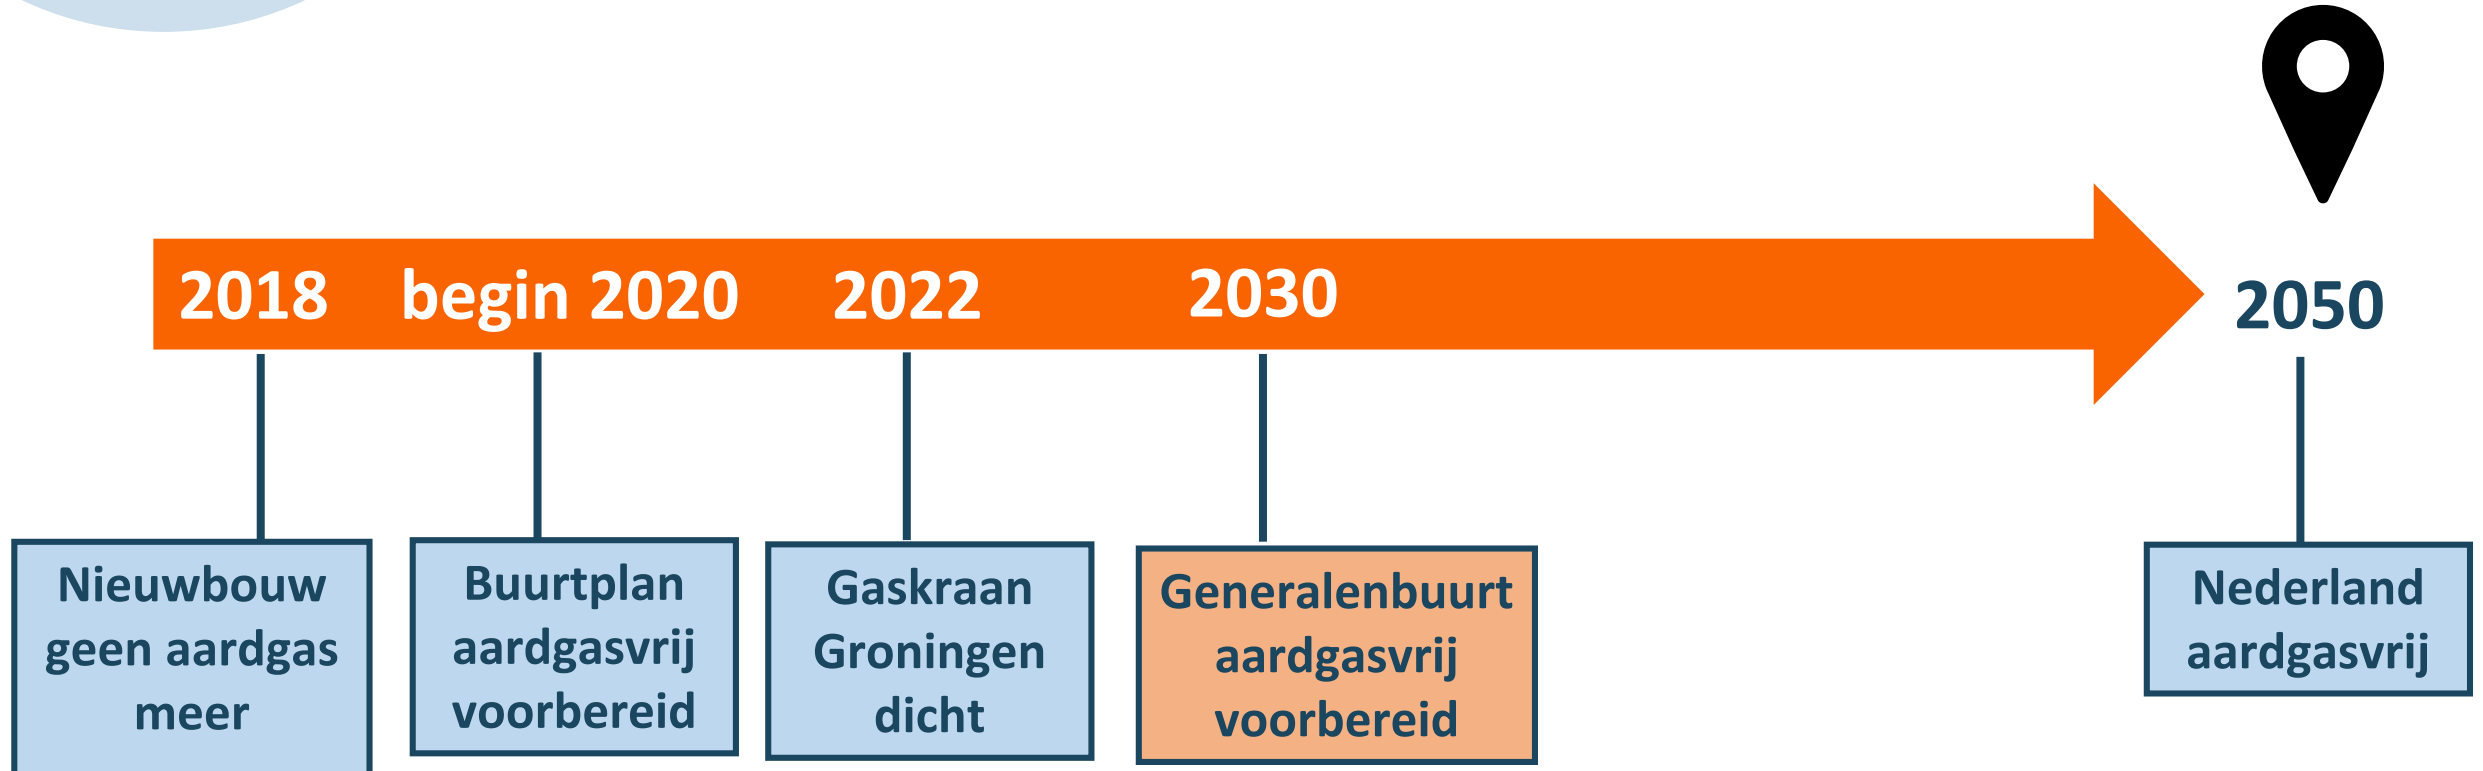 2018
begin 2020
2022
2030
2050
Nieuwbouw
geen aardgas
meer
Buurtplan
aardgasvrij
voorbereid
Gaskraan
Groningen
dicht
Generalenbuurt
aardgasvrij
voorbereid
Nederland
aardgasvrij